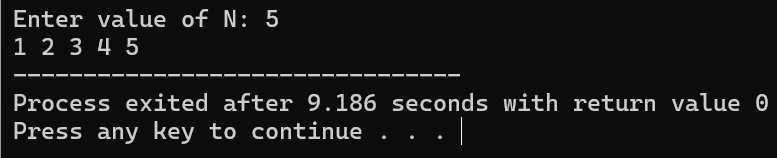 Enter value of N: 5
1 2 3 4 5
--------------------------------
Process exited after 9.186 seconds with return value 0
Press any key to continue . . .